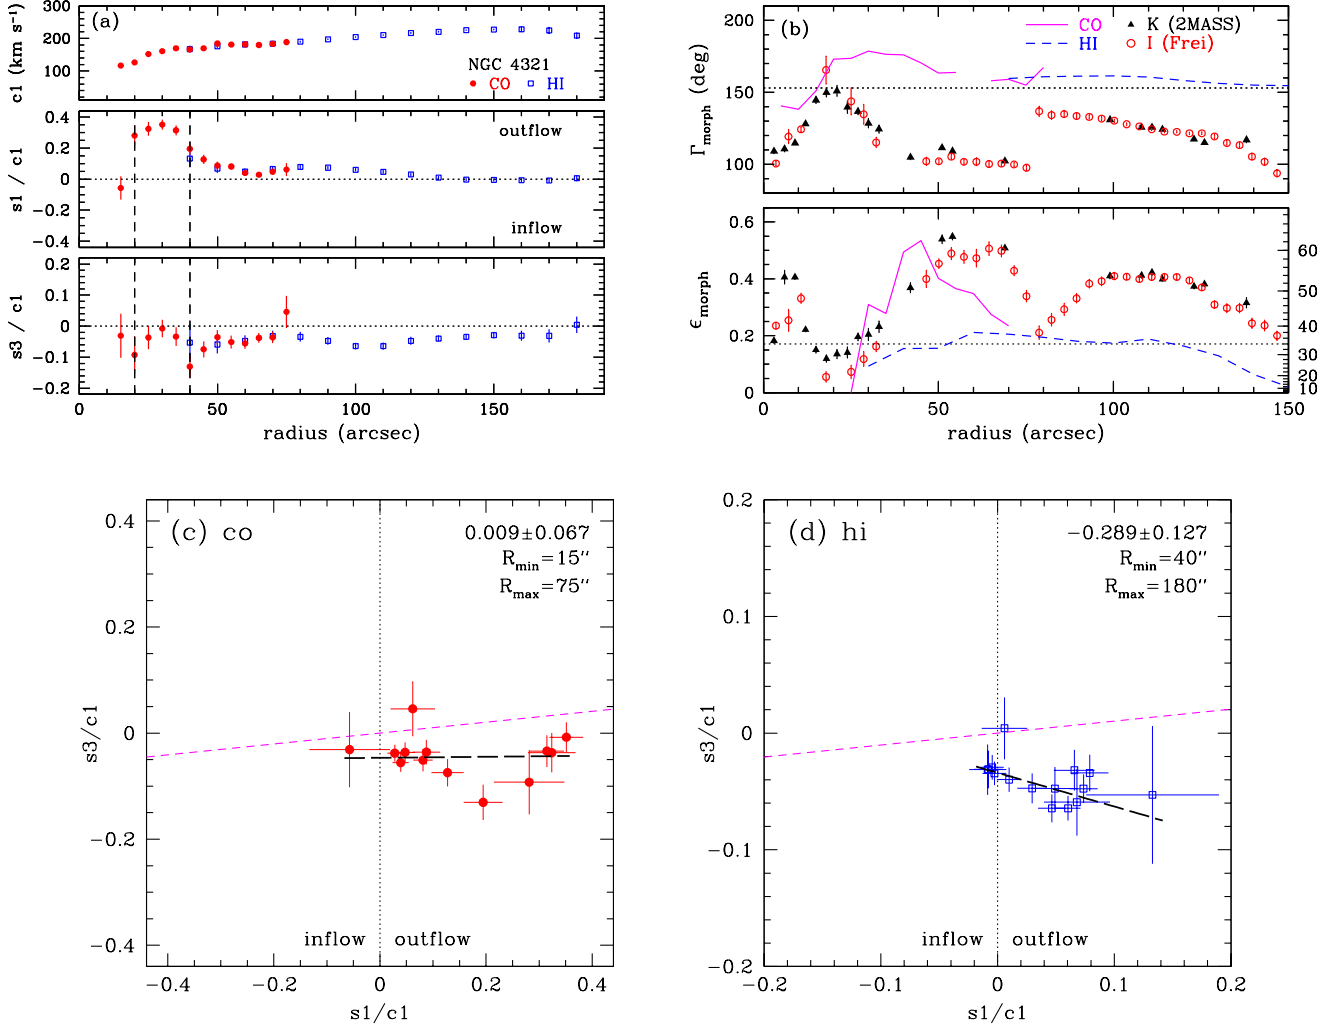 (a)
c1 (km s⁻¹)
300
200
100
NGC 4321
CO HI
s1 / c1
0.4
0.2
0
−0.2
−0.4
outflow
inflow
s3 / c1
0.2
0.1
0
−0.1
−0.2
0 50 100 150
radius (arcsec)
(b)
CO K (2MASS)
HI I (Frei)
Γmorph (deg)
200
150
100
εmorph
0.6
0.4
0.2
0
60
50
40
30
20
10
0 50 100 150
radius (arcsec)
(c) co
0.009±0.067
Rmin=15″
Rmax=75″
s3/c1
0.4
0.2
0
−0.2
−0.4
inflow outflow
−0.4 −0.2 0 0.2 0.4
s1/c1
(d) hi
−0.289±0.127
Rmin=40″
Rmax=180″
s3/c1
0.2
0.1
0
−0.1
−0.2
inflow outflow
−0.2 −0.1 0 0.1 0.2
s1/c1